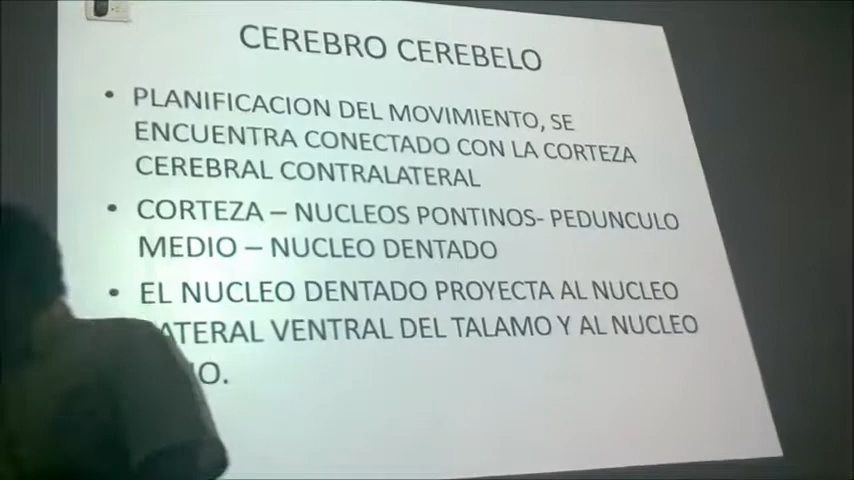 CEREBRO CEREBELO
• PLANIFICACION DEL MOVIMIENTO, SE
ENCUENTRA CONECTADO CON LA CORTEZA
CEREBRAL CONTRALATERAL
• CORTEZA – NUCLEOS PONTINOS- PEDUNCULO
MEDIO – NUCLEO DENTADO
• EL NUCLEO DENTADO PROYECTA AL NUCLEO
LATERAL VENTRAL DEL TALAMO Y AL NUCLEO